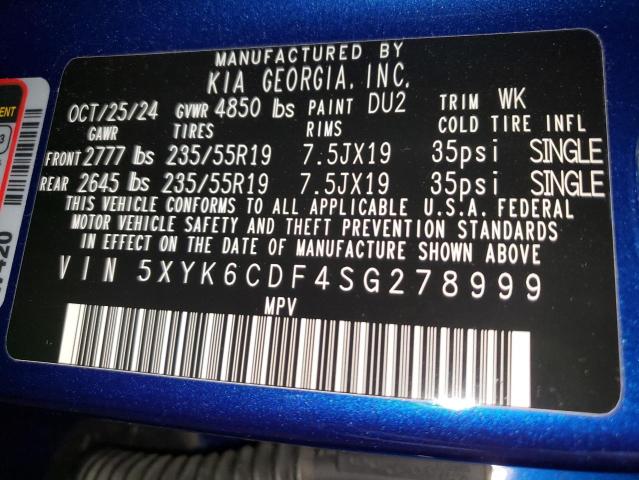 MANUFACTURED BY
KIA GEORGIA, INC.
OCT/25/24 GVWR 4850 lbs PAINT DU2 TRIM WK
GAWR TIRES RIMS COLD TIRE INFL
FRONT 2777 lbs 235/55R19 7.5JX19 35psi SINGLE
REAR 2645 lbs 235/55R19 7.5JX19 35psi SINGLE
THIS VEHICLE CONFORMS TO ALL APPLICABLE U.S.A. FEDERAL
MOTOR VEHICLE SAFETY AND THEFT PREVENTION STANDARDS
IN EFFECT ON THE DATE OF MANUFACTURE SHOWN ABOVE
VIN 5XYK6CDF4SG278999
MPV